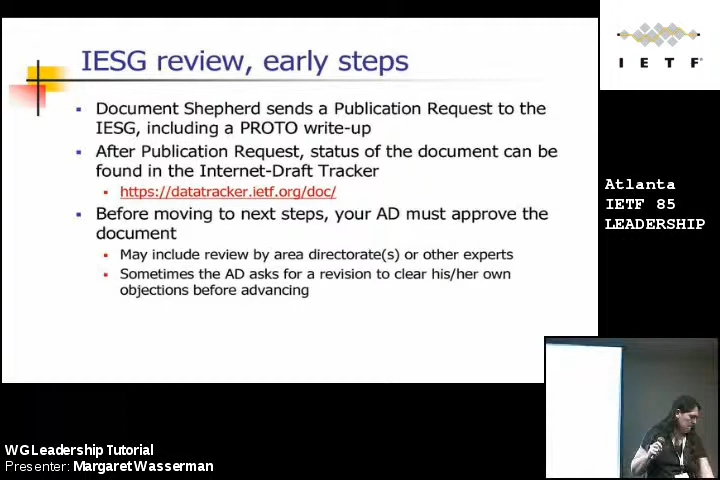 IESG review, early steps
Document Shepherd sends a Publication Request to the
IESG, including a PROTO write-up
After Publication Request, status of the document can be
found in the Internet-Draft Tracker
https://datatracker.ietf.org/doc/
Before moving to next steps, your AD must approve the
document
May include review by area directorate(s) or other experts
Sometimes the AD asks for a revision to clear his/her own
objections before advancing
I E T F®
Atlanta
IETF 85
LEADERSHIP
WG Leadership Tutorial
Presenter: Margaret Wasserman